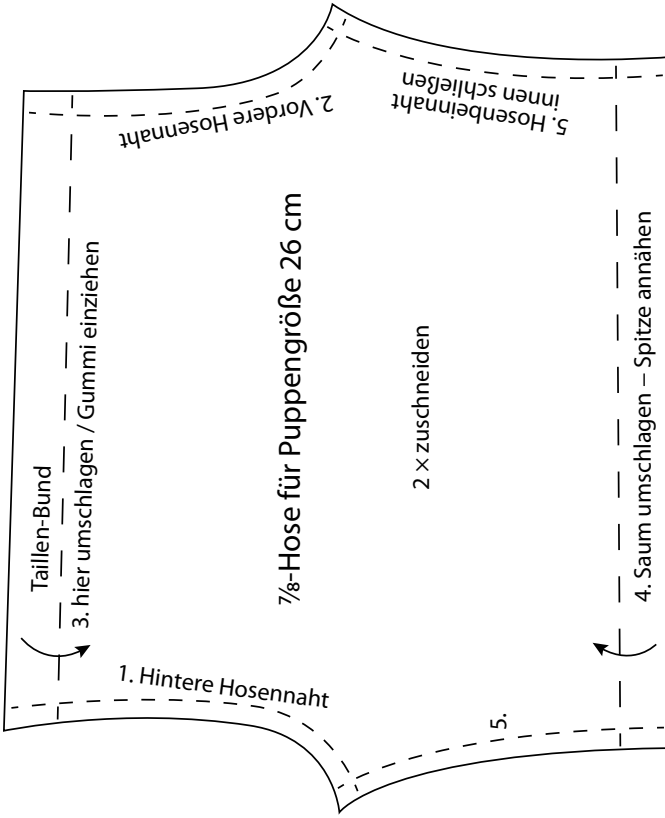 Taillen-Bund
3. hier umschlagen / Gummi einziehen
2. Vordere Hosennaht
5. Hosenbeinnaht
innen schließen
⅞-Hose für Puppengröße 26 cm
2 × zuschneiden
4. Saum umschlagen – Spitze annähen
1. Hintere Hosennaht
5.